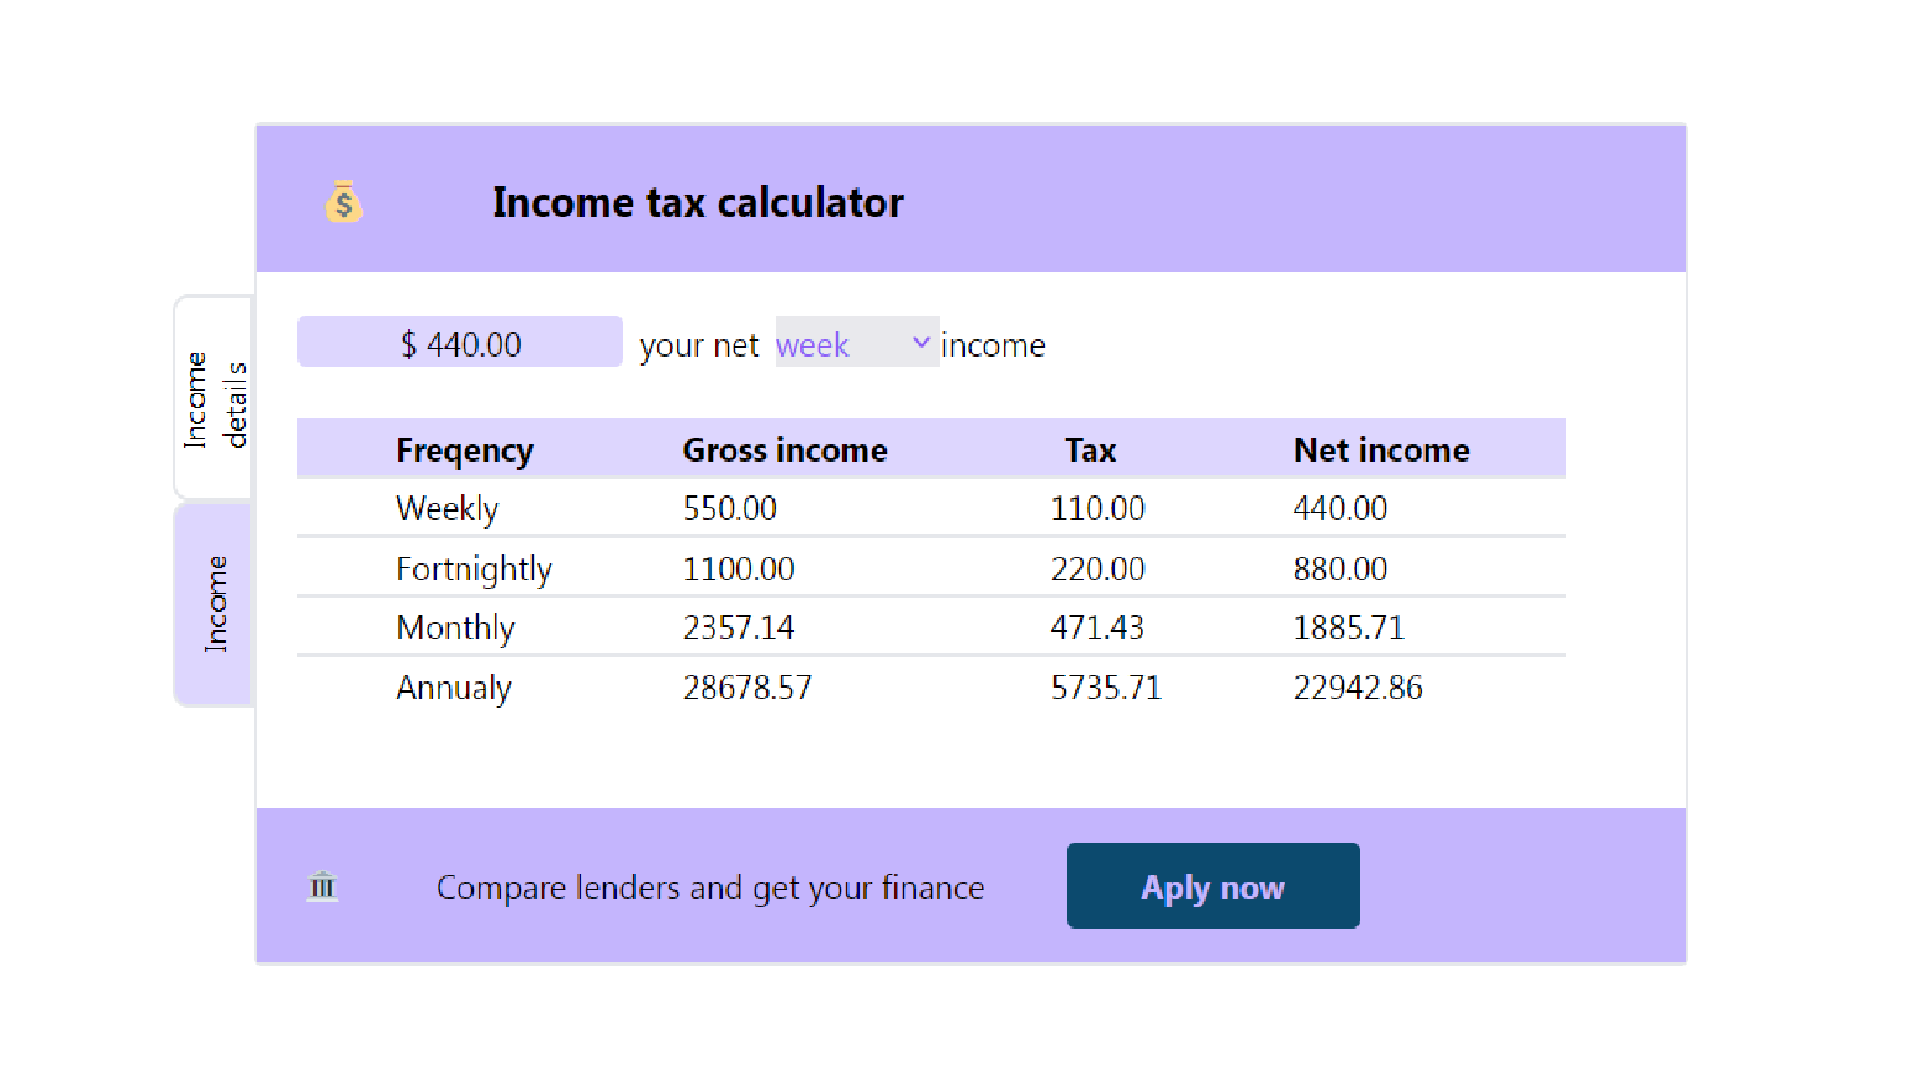 Income tax calculator
Income
details
Income
$ 440.00 your net week income
Freqency Gross income Tax Net income
Weekly 550.00 110.00 440.00
Fortnightly 1100.00 220.00 880.00
Monthly 2357.14 471.43 1885.71
Annualy 28678.57 5735.71 22942.86
Compare lenders and get your finance Aply now